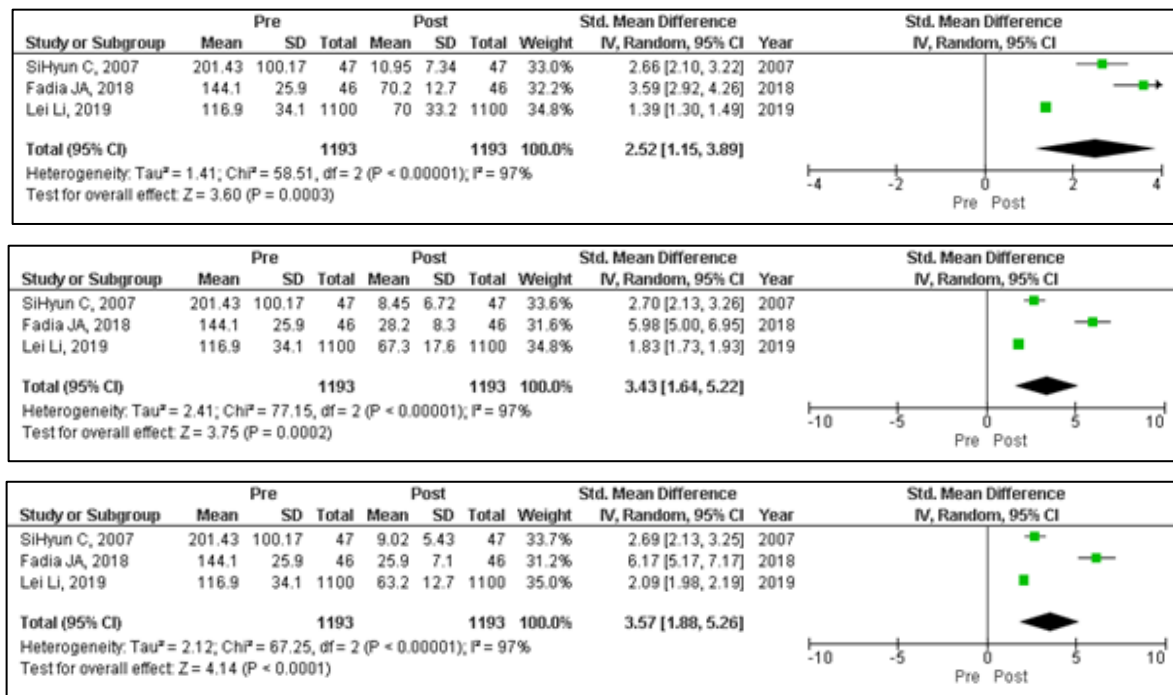 Pre Post Std. Mean Difference Std. Mean Difference
Study or Subgroup Mean SD Total Mean SD Total Weight IV, Random, 95% CI Year IV, Random, 95% CI
SiHyun C, 2007 201.43 100.17 47 10.95 7.34 47 33.0% 2.66 [2.10, 3.22] 2007
Fadia JA, 2018 144.1 25.9 46 70.2 12.7 46 32.2% 3.59 [2.92, 4.26] 2018
Lei Li, 2019 116.9 34.1 1100 70 33.2 1100 34.8% 1.39 [1.30, 1.49] 2019
Total (95% CI) 1193 1193 100.0% 2.52 [1.15, 3.89]
Heterogeneity: Tau² = 1.41; Chi² = 58.51, df = 2 (P < 0.00001); I² = 97%
Test for overall effect: Z = 3.60 (P = 0.0003)
-4 -2 0 2 4
Pre Post
Pre Post Std. Mean Difference Std. Mean Difference
Study or Subgroup Mean SD Total Mean SD Total Weight IV, Random, 95% CI Year IV, Random, 95% CI
SiHyun C, 2007 201.43 100.17 47 8.45 6.72 47 33.6% 2.70 [2.13, 3.26] 2007
Fadia JA, 2018 144.1 25.9 46 28.2 8.3 46 31.6% 5.98 [5.00, 6.95] 2018
Lei Li, 2019 116.9 34.1 1100 67.3 17.6 1100 34.8% 1.83 [1.73, 1.93] 2019
Total (95% CI) 1193 1193 100.0% 3.43 [1.64, 5.22]
Heterogeneity: Tau² = 2.41; Chi² = 77.15, df = 2 (P < 0.00001); I² = 97%
Test for overall effect: Z = 3.75 (P = 0.0002)
-10 -5 0 5 10
Pre Post
Pre Post Std. Mean Difference Std. Mean Difference
Study or Subgroup Mean SD Total Mean SD Total Weight IV, Random, 95% CI Year IV, Random, 95% CI
SiHyun C, 2007 201.43 100.17 47 9.02 5.43 47 33.7% 2.69 [2.13, 3.25] 2007
Fadia JA, 2018 144.1 25.9 46 25.9 7.1 46 31.2% 6.17 [5.17, 7.17] 2018
Lei Li, 2019 116.9 34.1 1100 63.2 12.7 1100 35.0% 2.09 [1.98, 2.19] 2019
Total (95% CI) 1193 1193 100.0% 3.57 [1.88, 5.26]
Heterogeneity: Tau² = 2.12; Chi² = 67.25, df = 2 (P < 0.00001); I² = 97%
Test for overall effect: Z = 4.14 (P < 0.0001)
-10 -5 0 5 10
Pre Post